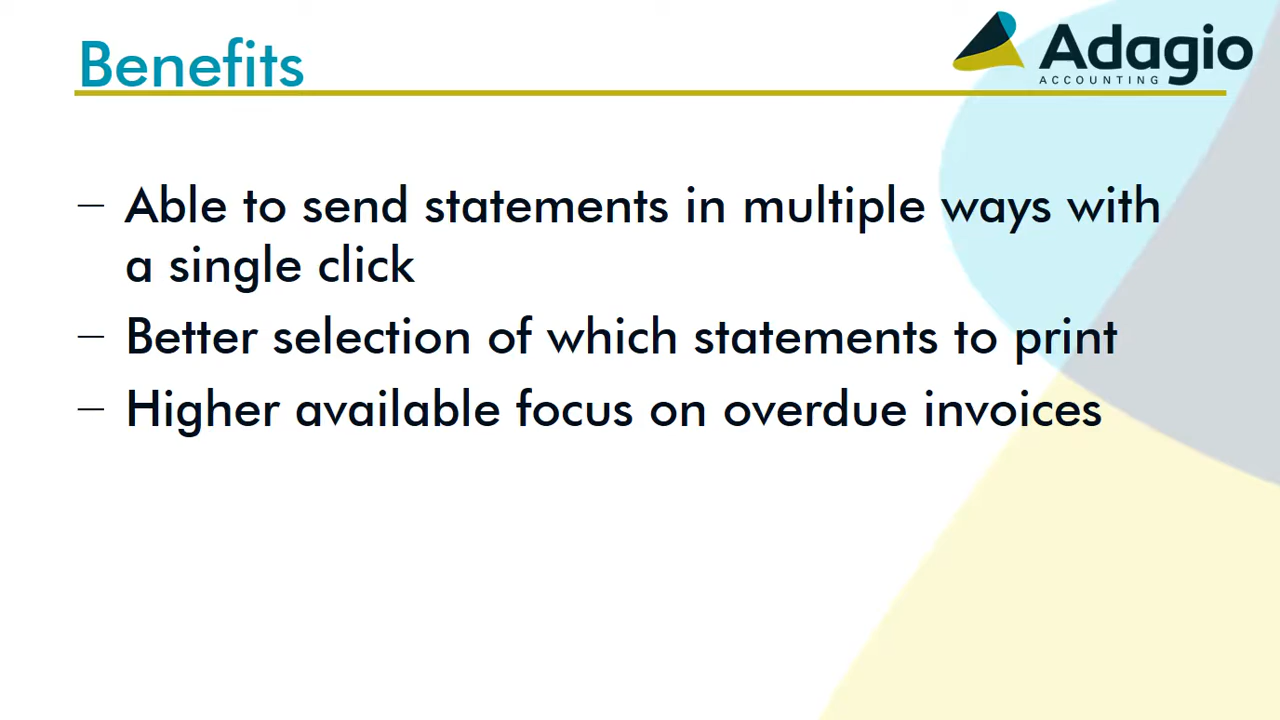 Benefits
Adagio
ACCOUNTING
– Able to send statements in multiple ways with
a single click
– Better selection of which statements to print
– Higher available focus on overdue invoices